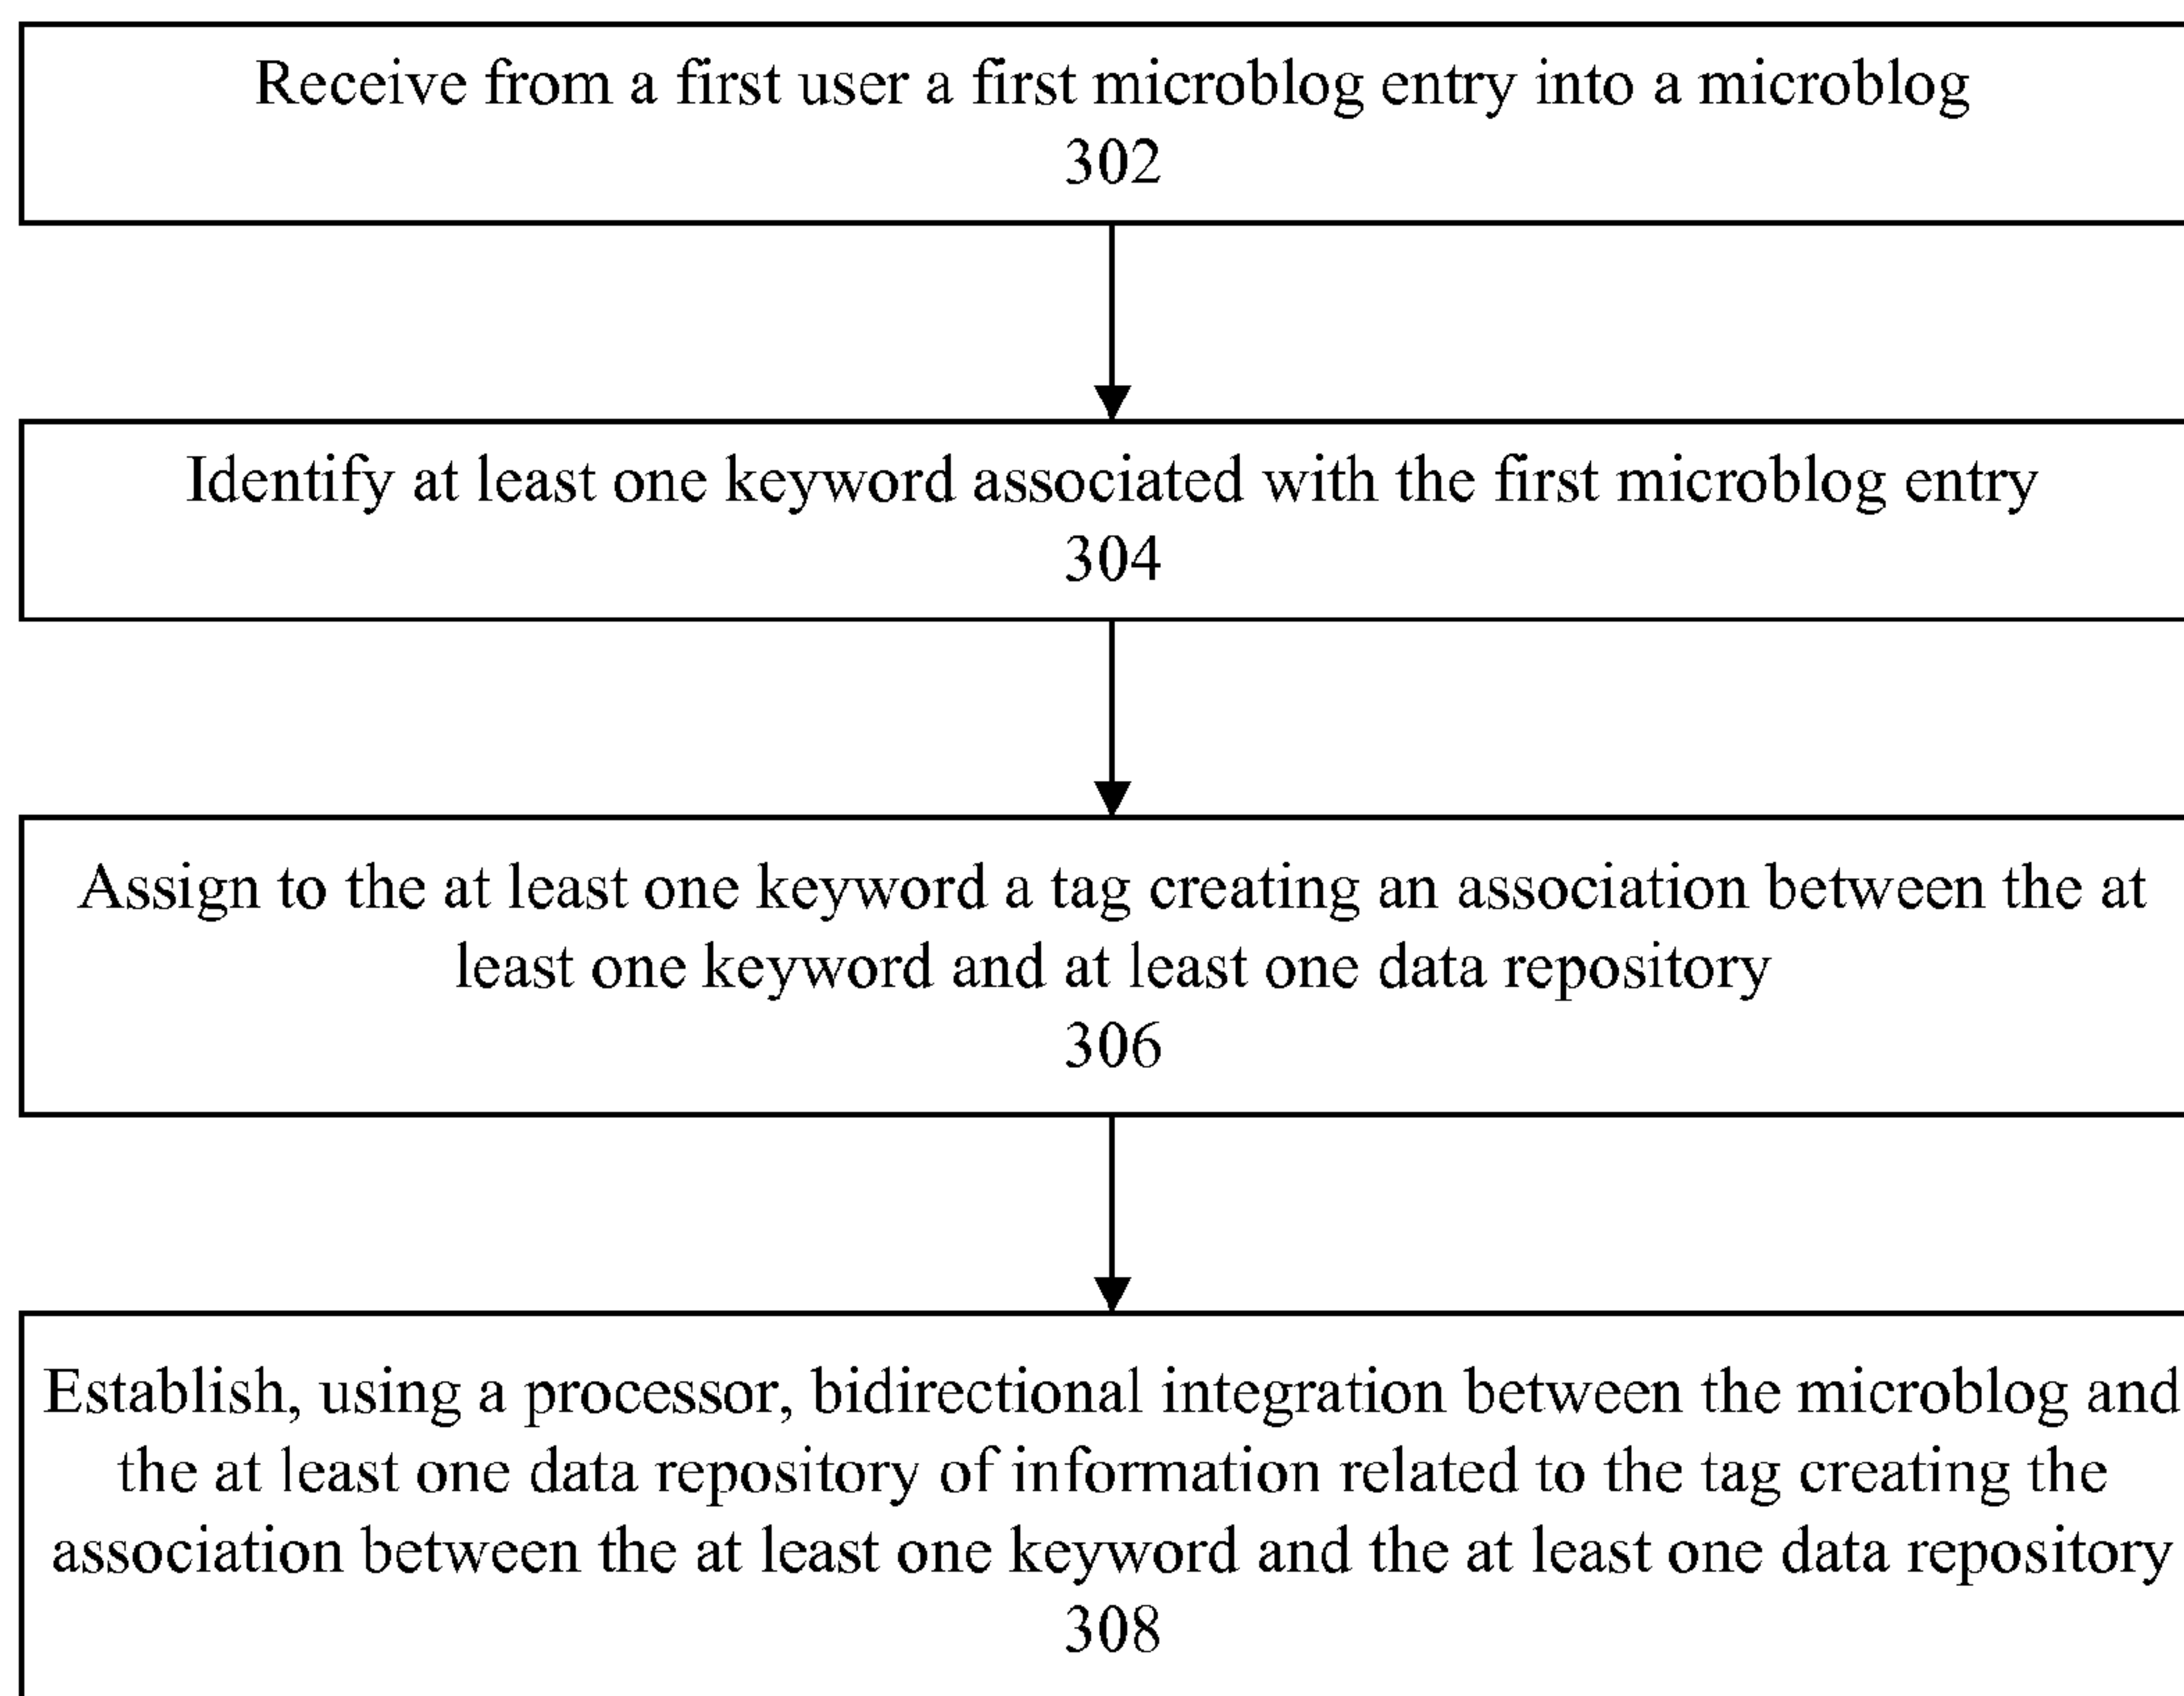 Receive from a first user a first microblog entry into a microblog
302
Identify at least one keyword associated with the first microblog entry
304
Assign to the at least one keyword a tag creating an association between the at
least one keyword and at least one data repository
306
Establish, using a processor, bidirectional integration between the microblog and
the at least one data repository of information related to the tag creating the
association between the at least one keyword and the at least one data repository
308